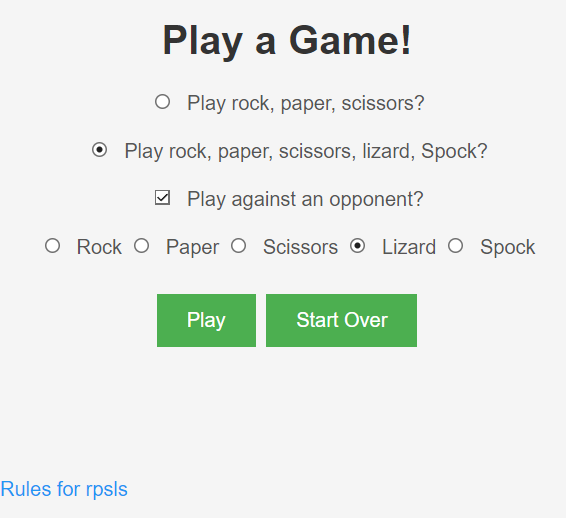 Play a Game!
Play rock, paper, scissors?
Play rock, paper, scissors, lizard, Spock?
Play against an opponent?
Rock Paper Scissors Lizard Spock
Play Start Over
Rules for rpsls